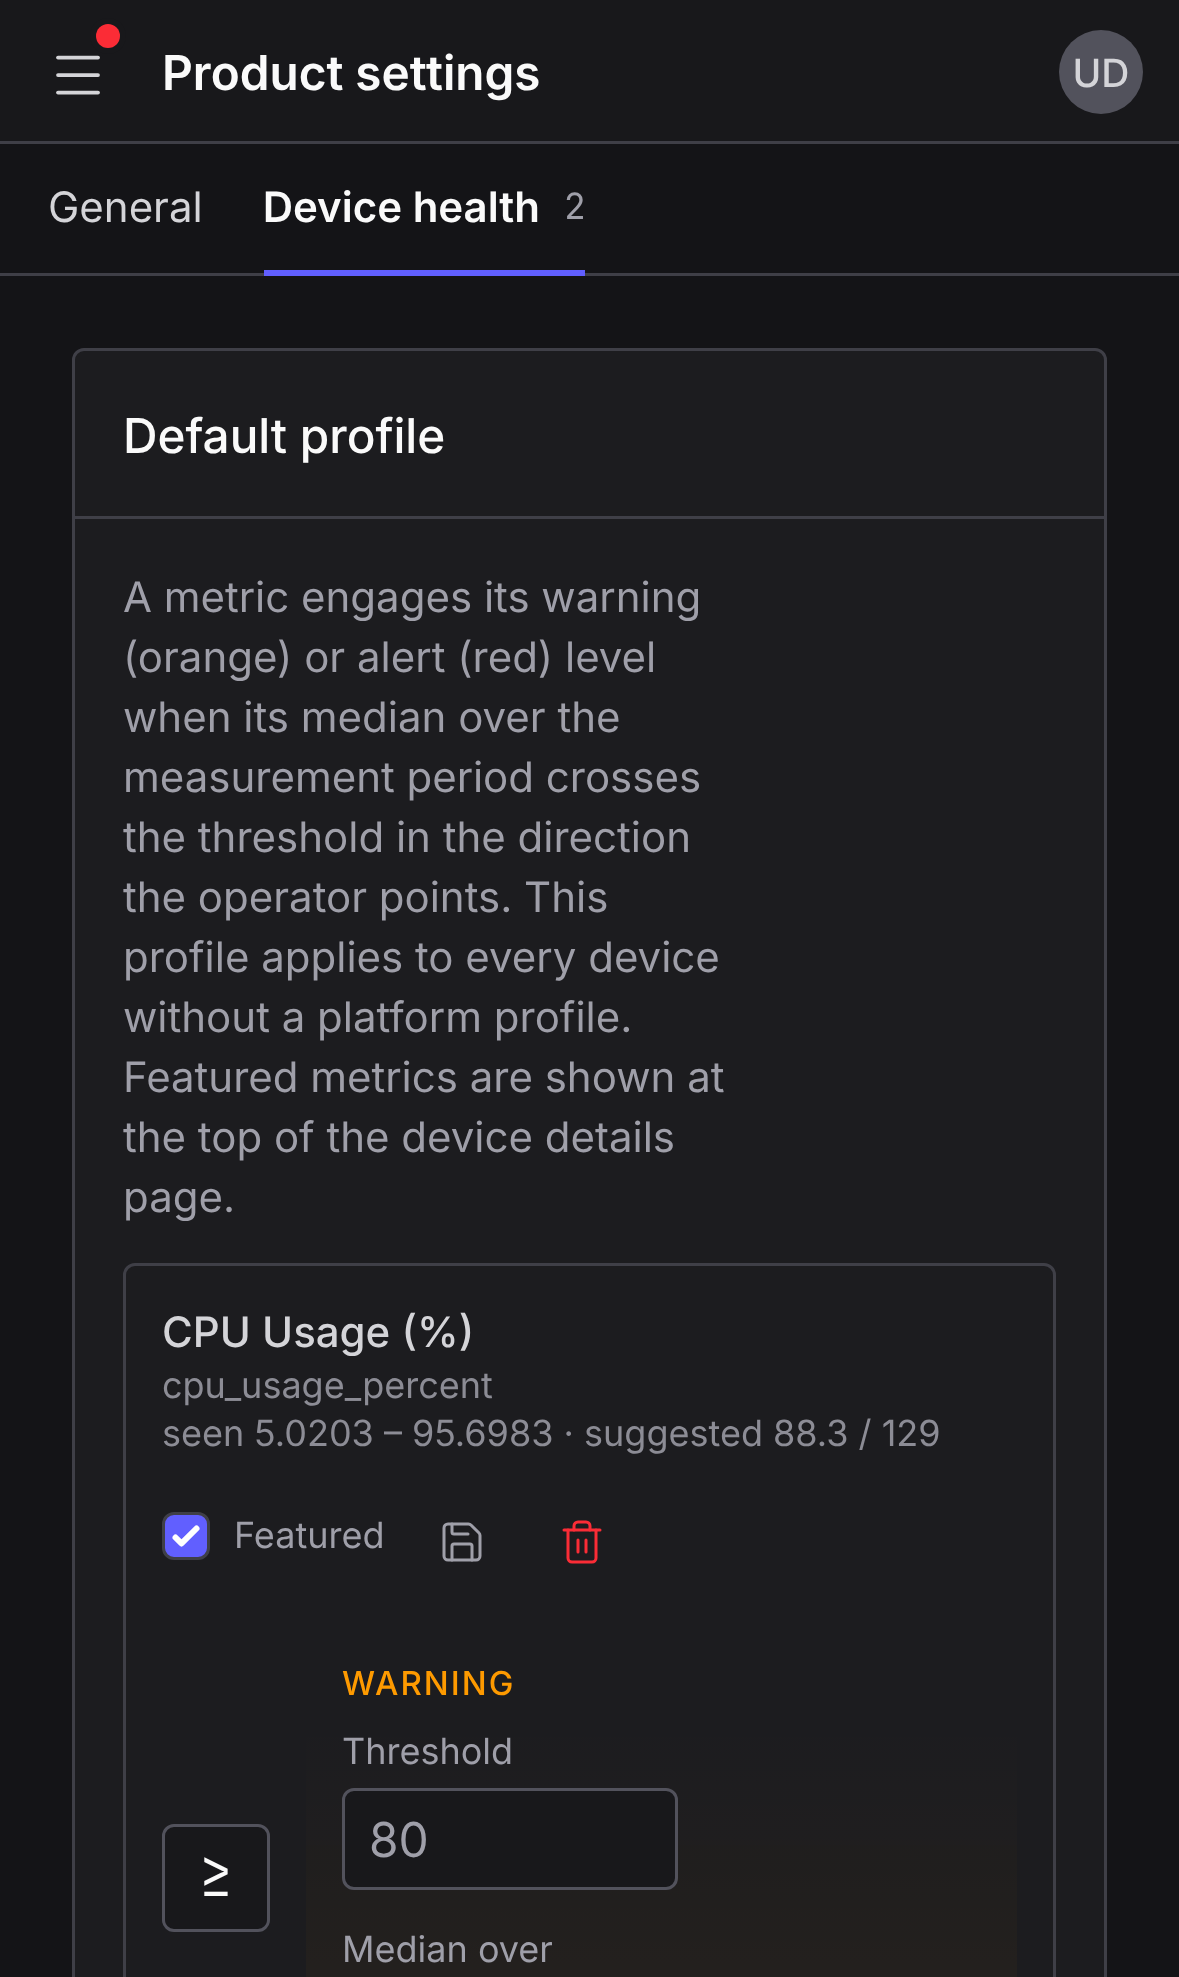 Product settings
UD
General
Device health 2
Default profile
A metric engages its warning
(orange) or alert (red) level
when its median over the
measurement period crosses
the threshold in the direction
the operator points. This
profile applies to every device
without a platform profile.
Featured metrics are shown at
the top of the device details
page.
CPU Usage (%)
cpu_usage_percent
seen 5.0203 – 95.6983 · suggested 88.3 / 129
Featured
WARNING
Threshold
80
≥
Median over